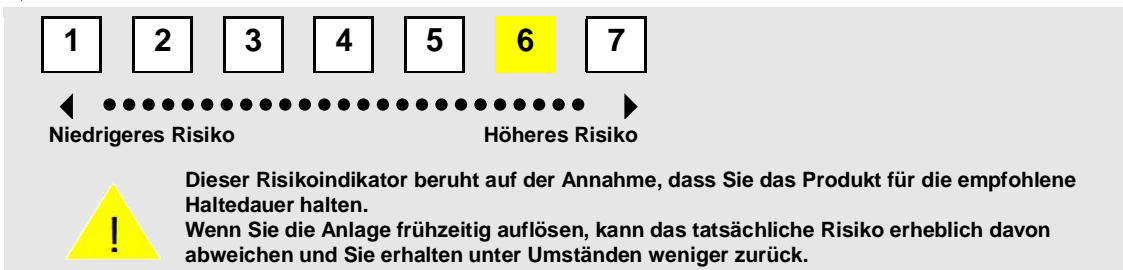 1 2 3 4 5 6 7
Niedrigeres Risiko Höheres Risiko
Dieser Risikoindikator beruht auf der Annahme, dass Sie das Produkt für die empfohlene
Haltedauer halten.
! Wenn Sie die Anlage frühzeitig auflösen, kann das tatsächliche Risiko erheblich davon
abweichen und Sie erhalten unter Umständen weniger zurück.